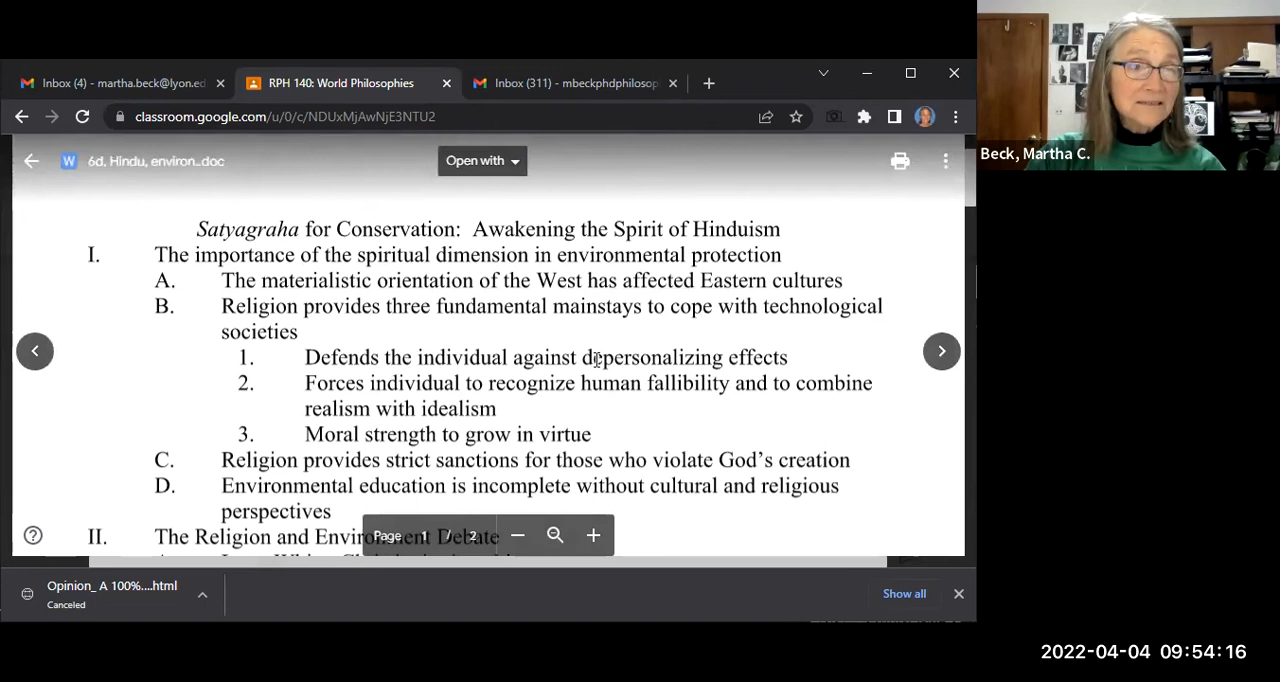 Inbox (4) - martha.beck@lyon.ed
RPH 140: World Philosophies
Inbox (311) - mbeckphdphilosop
classroom.google.com/u/0/c/NDUxMjAwNjE3NTU2
6d, Hindu, environ..doc
Open with
Beck, Martha C.
Satyagraha for Conservation: Awakening the Spirit of Hinduism
I. The importance of the spiritual dimension in environmental protection
A. The materialistic orientation of the West has affected Eastern cultures
B. Religion provides three fundamental mainstays to cope with technological
societies
1. Defends the individual against depersonalizing effects
2. Forces individual to recognize human fallibility and to combine
realism with idealism
3. Moral strength to grow in virtue
C. Religion provides strict sanctions for those who violate God's creation
D. Environmental education is incomplete without cultural and religious
perspectives
II. The Religion and Environment Debate
Page 1 / 2
Opinion_ A 100%....html
Canceled
Show all
2022-04-04 09:54:16